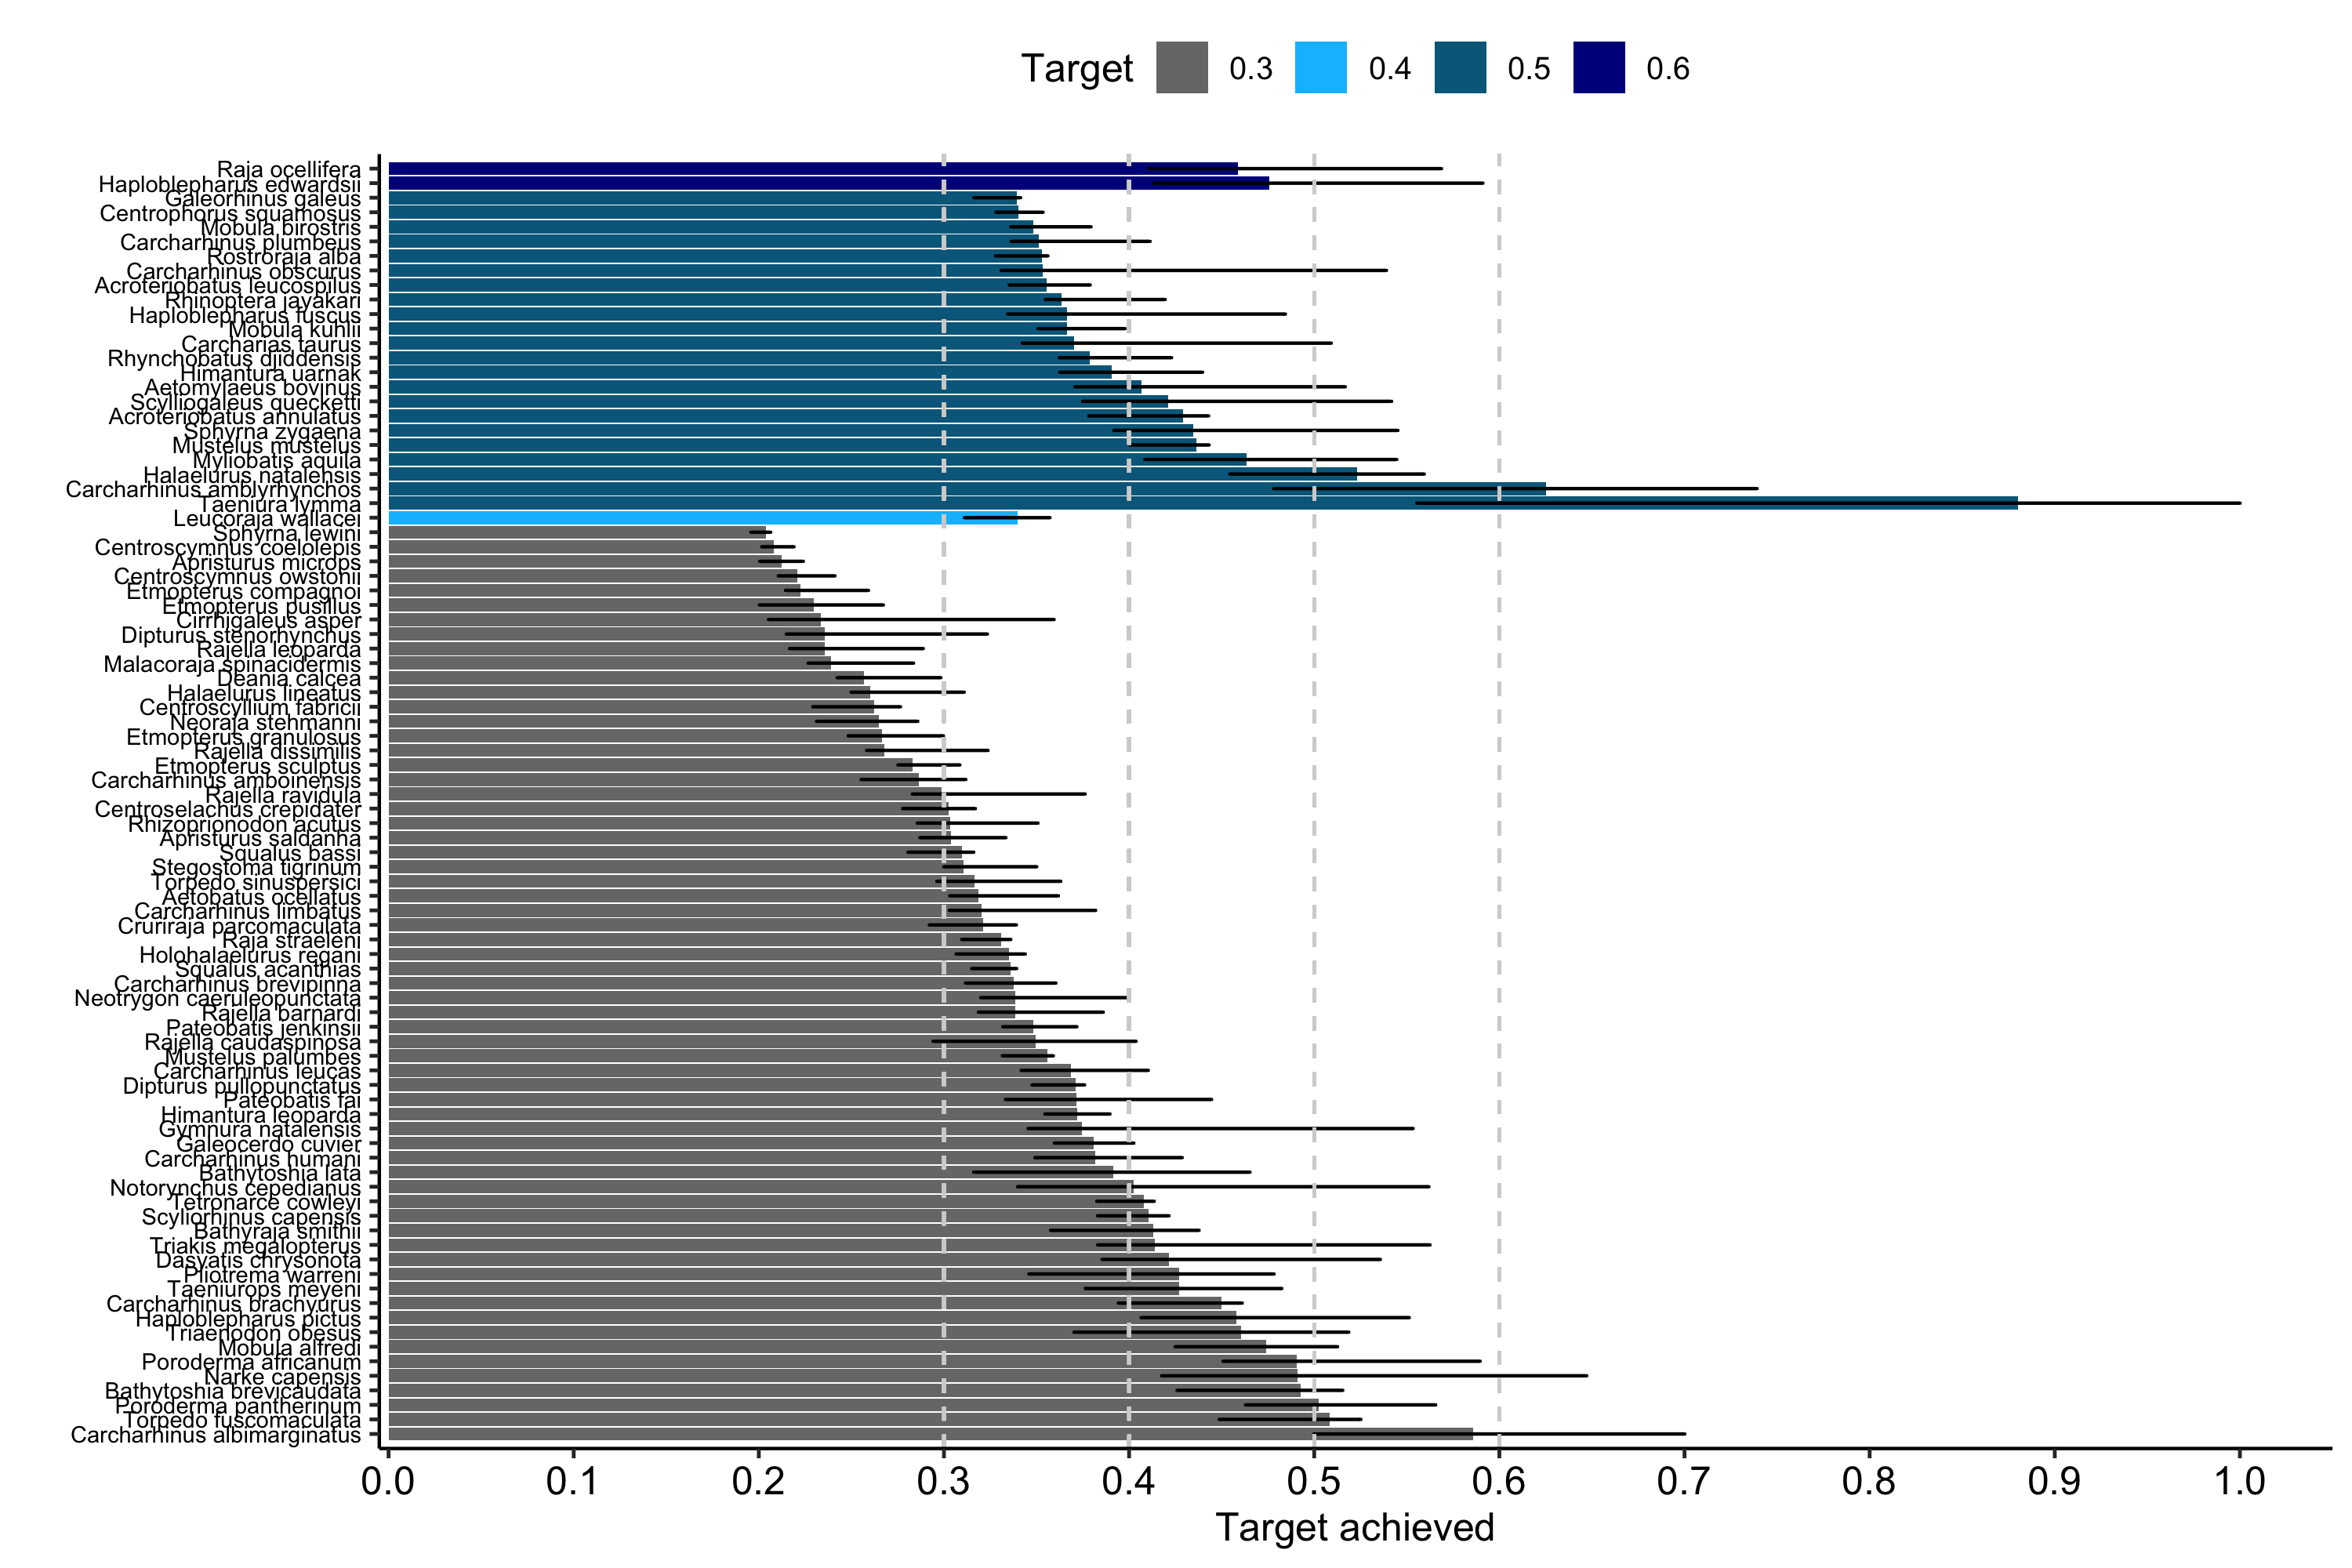 Target 0.3 0.4 0.5 0.6
Raja ocellifera
Haploblepharus edwardsii
Galeorhinus galeus
Centrophorus squamosus
Mobula birostris
Carcharhinus plumbeus
Rostroraja alba
Carcharhinus obscurus
Acroteriobatus leucospilus
Rhinoptera jayakari
Haploblepharus fuscus
Mobula kuhlii
Carcharias taurus
Rhynchobatus djiddensis
Himantura uarnak
Aetomylaeus bovinus
Scylliogaleus quecketti
Acroteriobatus annulatus
Sphyrna zygaena
Mustelus mustelus
Myliobatis aquila
Halaelurus natalensis
Carcharhinus amblyrhynchos
Taeniura lymma
Leucoraja wallacei
Sphyrna lewini
Centroscymnus coelolepis
Apristurus microps
Centroscymnus owstonii
Etmopterus compagnoi
Etmopterus pusillus
Cirrhigaleus asper
Dipturus stenorhynchus
Rajella leoparda
Malacoraja spinacidermis
Deania calcea
Halaelurus lineatus
Centroscyllium fabricii
Neoraja stehmanni
Etmopterus granulosus
Rajella dissimilis
Etmopterus sculptus
Carcharhinus amboinensis
Rajella ravidula
Centroselachus crepidater
Rhizoprionodon acutus
Apristurus saldanha
Squalus bassi
Stegostoma tigrinum
Torpedo sinuspersici
Aetobatus ocellatus
Carcharhinus limbatus
Cruriraja parcomaculata
Raja straeleni
Holohalaelurus regani
Squalus acanthias
Carcharhinus brevipinna
Neotrygon caeruleopunctata
Rajella barnardi
Pateobatis jenkinsii
Rajella caudaspinosa
Mustelus palumbes
Carcharhinus leucas
Dipturus pullopunctatus
Pateobatis fai
Himantura leoparda
Gymnura natalensis
Galeocerdo cuvier
Carcharhinus humani
Bathytoshia lata
Notorynchus cepedianus
Tetronarce cowleyi
Scyliorhinus capensis
Bathyraja smithii
Triakis megalopterus
Dasyatis chrysonota
Pliotrema warreni
Taeniurops meyeni
Carcharhinus brachyurus
Haploblepharus pictus
Triaenodon obesus
Mobula alfredi
Poroderma africanum
Narke capensis
Bathytoshia brevicaudata
Poroderma pantherinum
Torpedo fuscomaculata
Carcharhinus albimarginatus
0.0 0.1 0.2 0.3 0.4 0.5 0.6 0.7 0.8 0.9 1.0
Target achieved